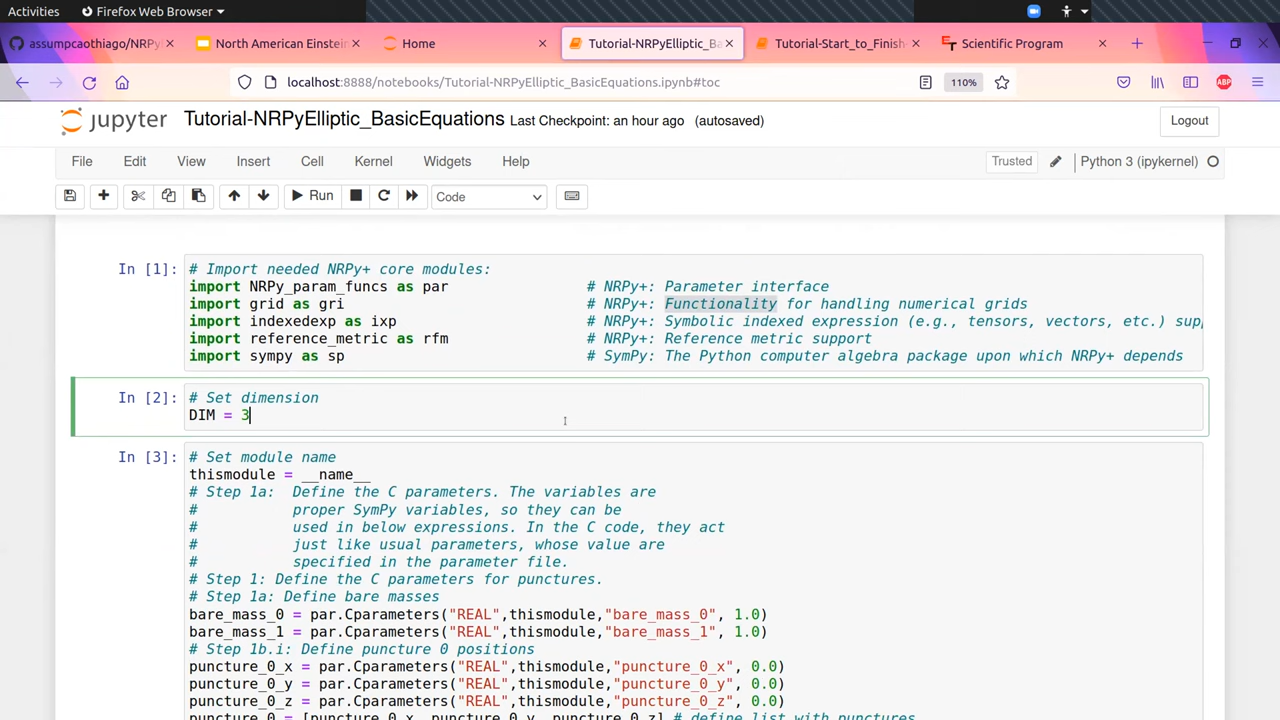 Activities Firefox Web Browser
assumpcaothiago/NRPy North American Einstein Home Tutorial-NRPyElliptic_Ba Tutorial-Start_to_Finish- Scientific Program
localhost:8888/notebooks/Tutorial-NRPyElliptic_BasicEquations.ipynb#toc 110% ABP
jupyter Tutorial-NRPyElliptic_BasicEquations Last Checkpoint: an hour ago (autosaved) Logout
File Edit View Insert Cell Kernel Widgets Help Trusted Python 3 (ipykernel)
Run Code
In [1]: # Import needed NRPy+ core modules:
import NRPy_param_funcs as par # NRPy+: Parameter interface
import grid as gri # NRPy+: Functionality for handling numerical grids
import indexedexp as ixp # NRPy+: Symbolic indexed expression (e.g., tensors, vectors, etc.) sup
import reference_metric as rfm # NRPy+: Reference metric support
import sympy as sp # SymPy: The Python computer algebra package upon which NRPy+ depends
In [2]: # Set dimension
DIM = 3
In [3]: # Set module name
thismodule = __name__
# Step 1a: Define the C parameters. The variables are
# proper SymPy variables, so they can be
# used in below expressions. In the C code, they act
# just like usual parameters, whose value are
# specified in the parameter file.
# Step 1: Define the C parameters for punctures.
# Step 1a: Define bare masses
bare_mass_0 = par.Cparameters("REAL",thismodule,"bare_mass_0", 1.0)
bare_mass_1 = par.Cparameters("REAL",thismodule,"bare_mass_1", 1.0)
# Step 1b.i: Define puncture 0 positions
puncture_0_x = par.Cparameters("REAL",thismodule,"puncture_0_x", 0.0)
puncture_0_y = par.Cparameters("REAL",thismodule,"puncture_0_y", 0.0)
puncture_0_z = par.Cparameters("REAL",thismodule,"puncture_0_z", 0.0)
puncture_0 = [puncture_0_x, puncture_0_y, puncture_0_z] # define list with punctures